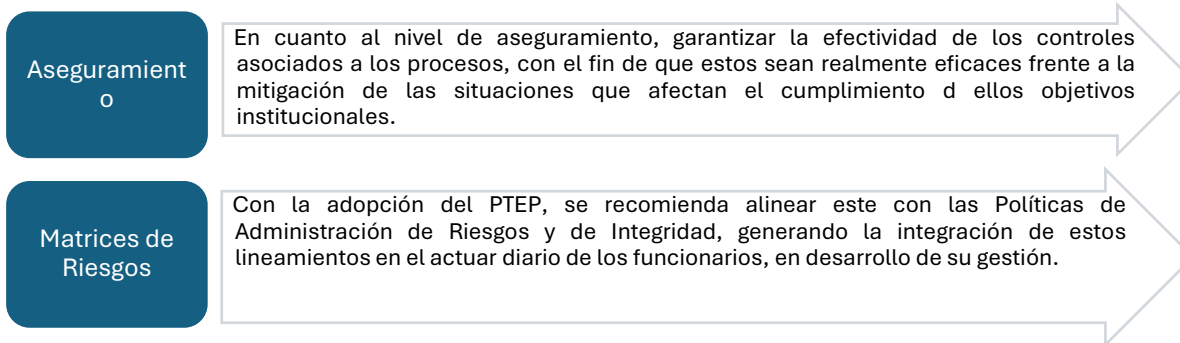 Aseguramient
o
En cuanto al nivel de aseguramiento, garantizar la efectividad de los controles
asociados a los procesos, con el fin de que estos sean realmente eficaces frente a la
mitigación de las situaciones que afectan el cumplimiento d ellos objetivos
institucionales.
Matrices de
Riesgos
Con la adopción del PTEP, se recomienda alinear este con las Políticas de
Administración de Riesgos y de Integridad, generando la integración de estos
lineamientos en el actuar diario de los funcionarios, en desarrollo de su gestión.